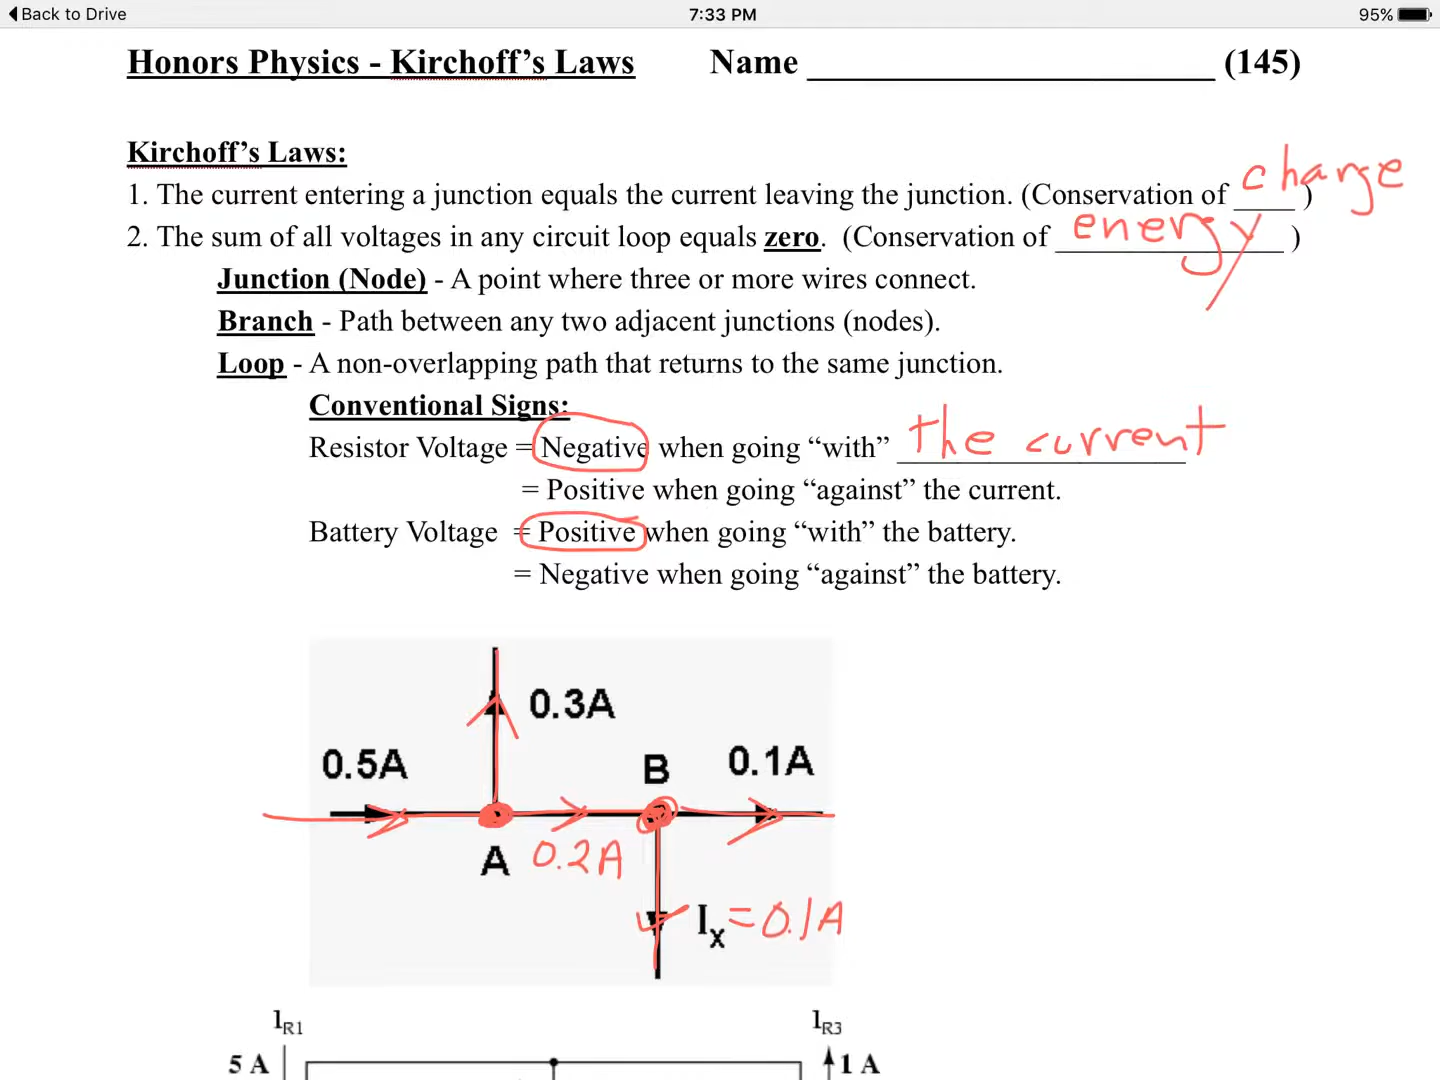 Back to Drive
7:33 PM
95%
Honors Physics - Kirchoff's Laws Name ____ (145)
Kirchoff's Laws:
1. The current entering a junction equals the current leaving the junction. (Conservation of charge)
2. The sum of all voltages in any circuit loop equals zero. (Conservation of energy)
Junction (Node) - A point where three or more wires connect.
Branch - Path between any two adjacent junctions (nodes).
Loop - A non-overlapping path that returns to the same junction.
Conventional Signs:
Resistor Voltage = Negative when going “with” the current
= Positive when going “against” the current.
Battery Voltage = Positive when going “with” the battery.
= Negative when going “against” the battery.
0.3A
0.5A B 0.1A
A 0.2A
Ix = 0.1A
IR1 IR3
5 A 1 A